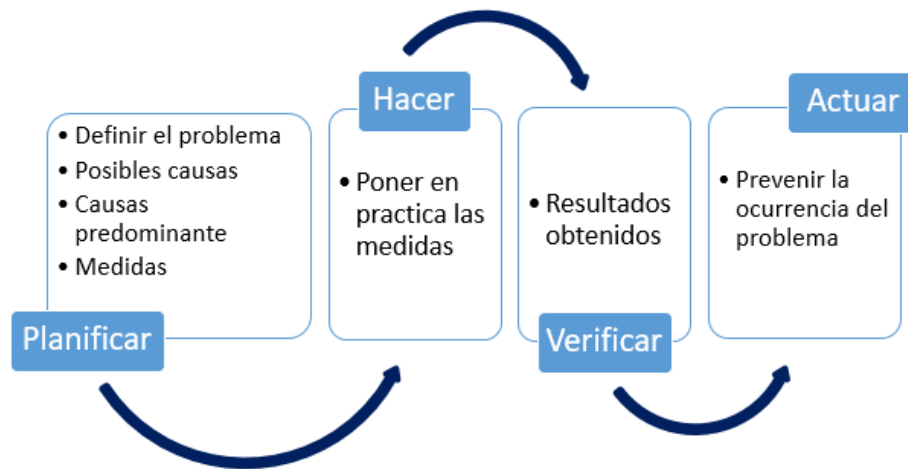 • Definir el problema
• Posibles causas
• Causas
predominante
• Medidas
Planificar
Hacer
• Poner en
practica las
medidas
• Resultados
obtenidos
Verificar
Actuar
• Prevenir la
ocurrencia del
problema